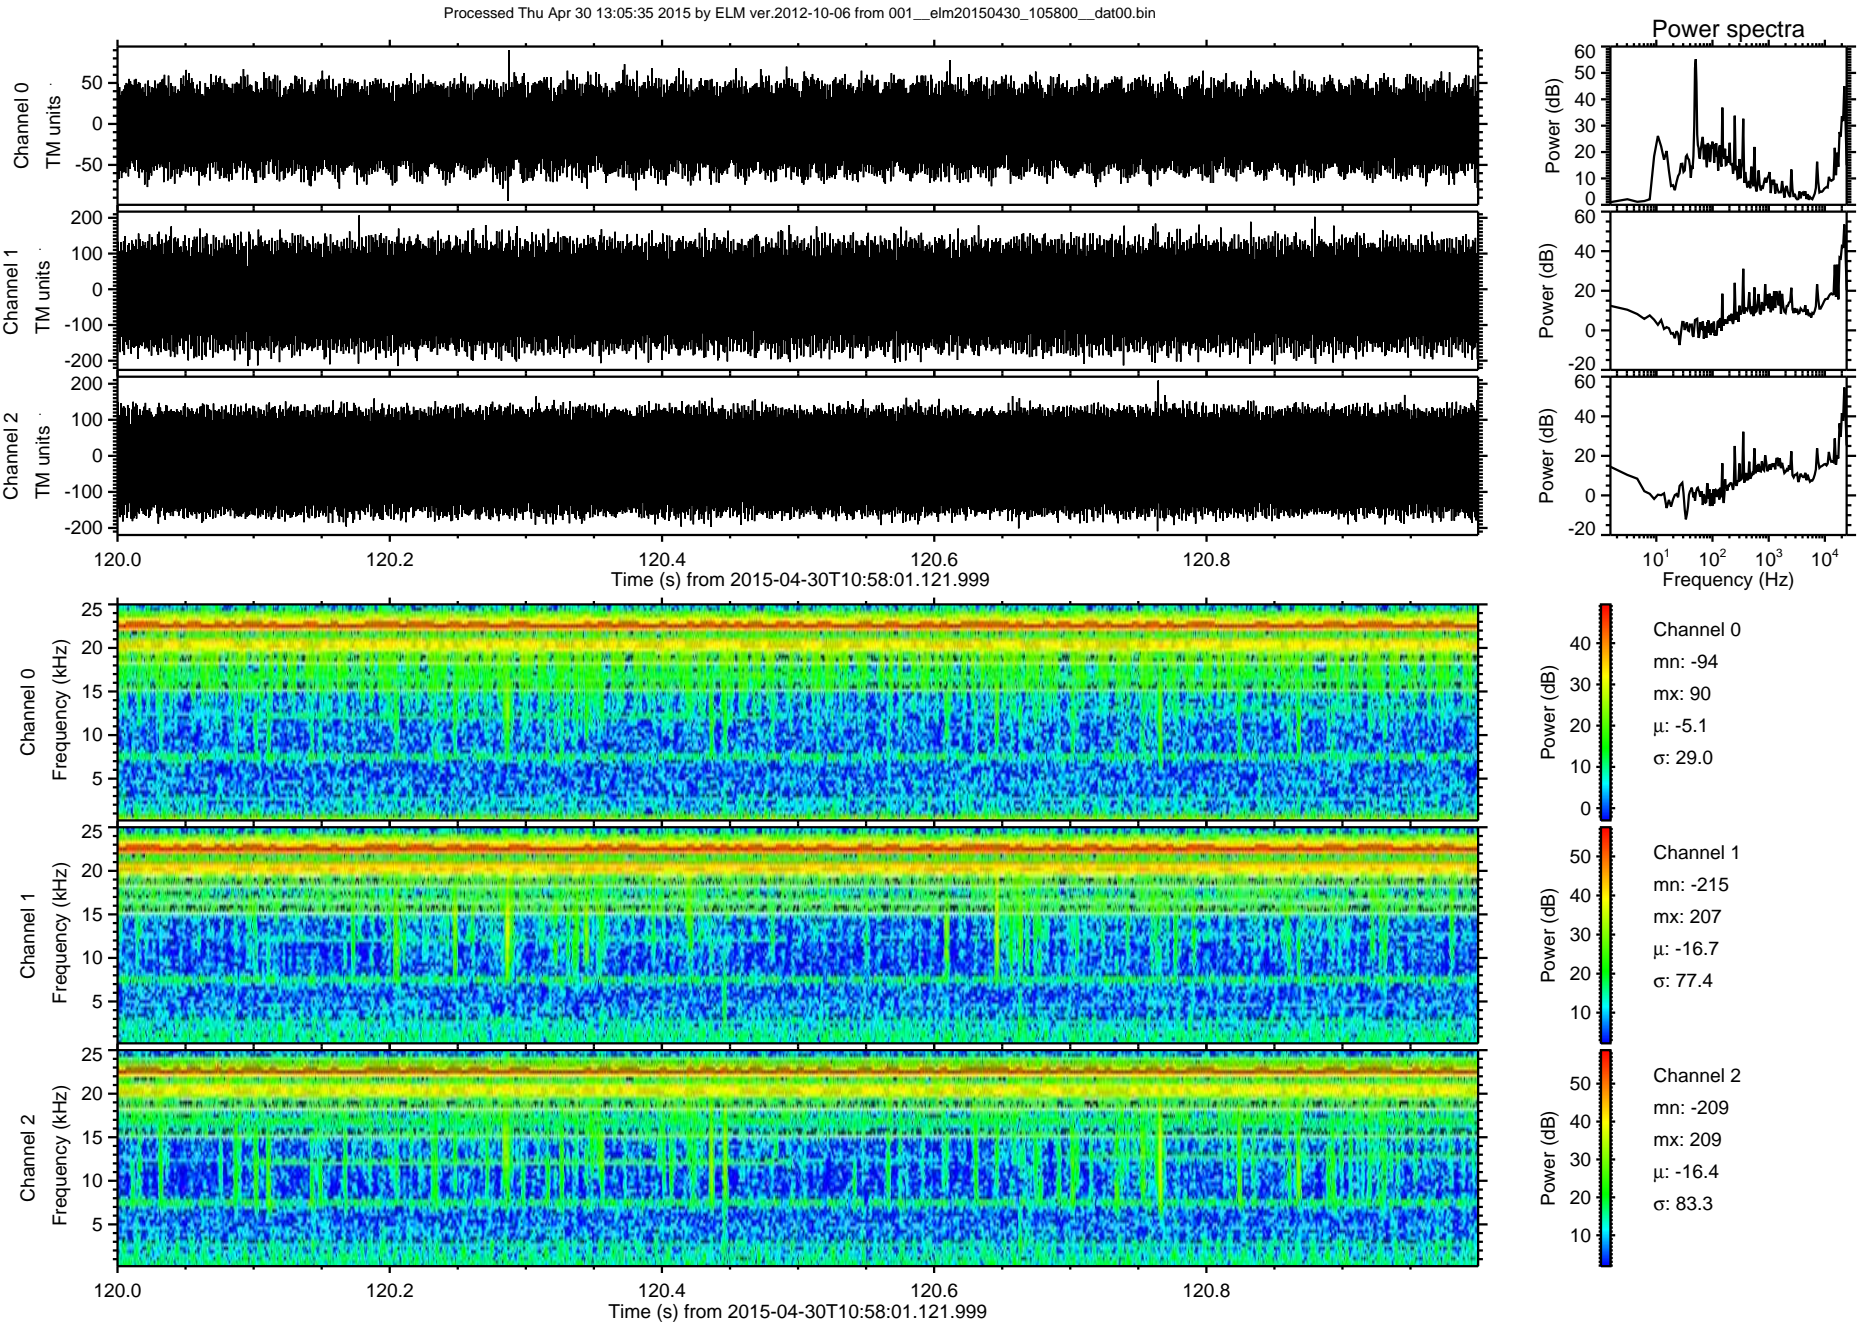 Processed Thu Apr 30 13:05:35 2015 by ELM ver.2012-10-06 from 001__elm20150430_105800__dat00.bin
Power spectra
Channel 0
TM units
50
0
-50
Power (dB)
60
50
40
30
20
10
0
Channel 1
TM units
200
100
0
-100
-200
Power (dB)
60
40
20
0
-20
Channel 2
TM units
200
100
0
-100
-200
Power (dB)
60
40
20
0
-20
120.0 120.2 120.4 120.6 120.8
Time (s) from 2015-04-30T10:58:01.121.999
10¹ 10² 10³ 10⁴
Frequency (Hz)
Channel 0
Frequency (kHz)
25
20
15
10
5
Power (dB)
40
30
20
10
0
Channel 0
mn: -94
mx: 90
µ: -5.1
σ: 29.0
Channel 1
Frequency (kHz)
25
20
15
10
5
Power (dB)
50
40
30
20
10
Channel 1
mn: -215
mx: 207
µ: -16.7
σ: 77.4
Channel 2
Frequency (kHz)
25
20
15
10
5
Power (dB)
50
40
30
20
10
Channel 2
mn: -209
mx: 209
µ: -16.4
σ: 83.3
120.0 120.2 120.4 120.6 120.8
Time (s) from 2015-04-30T10:58:01.121.999